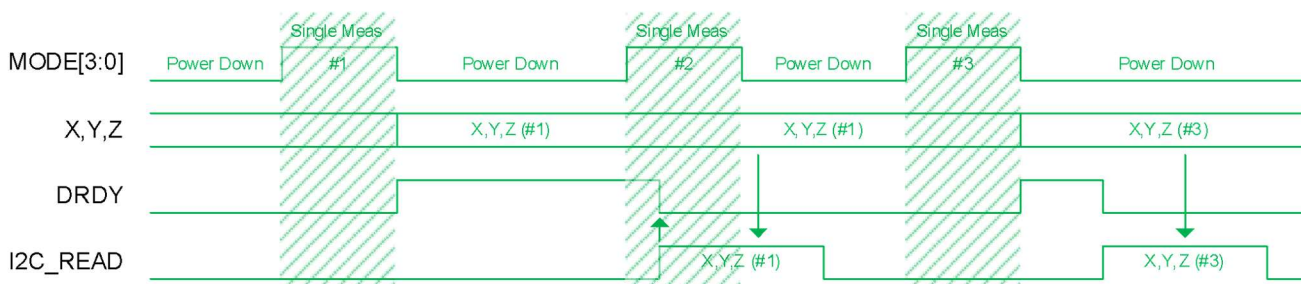 Single Meas Single Meas Single Meas
MODE[3:0] Power Down #1 Power Down #2 Power Down #3 Power Down
X,Y,Z X,Y,Z (#1) X,Y,Z (#1) X,Y,Z (#3)
DRDY
I2C_READ X,Y,Z (#1) X,Y,Z (#3)